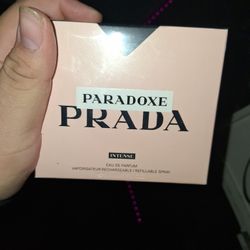 PARADOXE
PRADA
INTENSE
EAU DE PARFUM
VAPORISATEUR RECHARGEABLE / REFILLABLE SPRAY